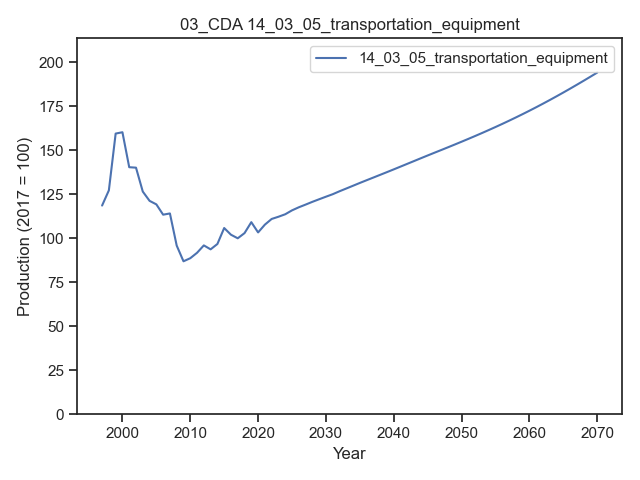 03_CDA 14_03_05_transportation_equipment
14_03_05_transportation_equipment
Production (2017 = 100)
200
175
150
125
100
75
50
25
0
2000 2010 2020 2030 2040 2050 2060 2070
Year